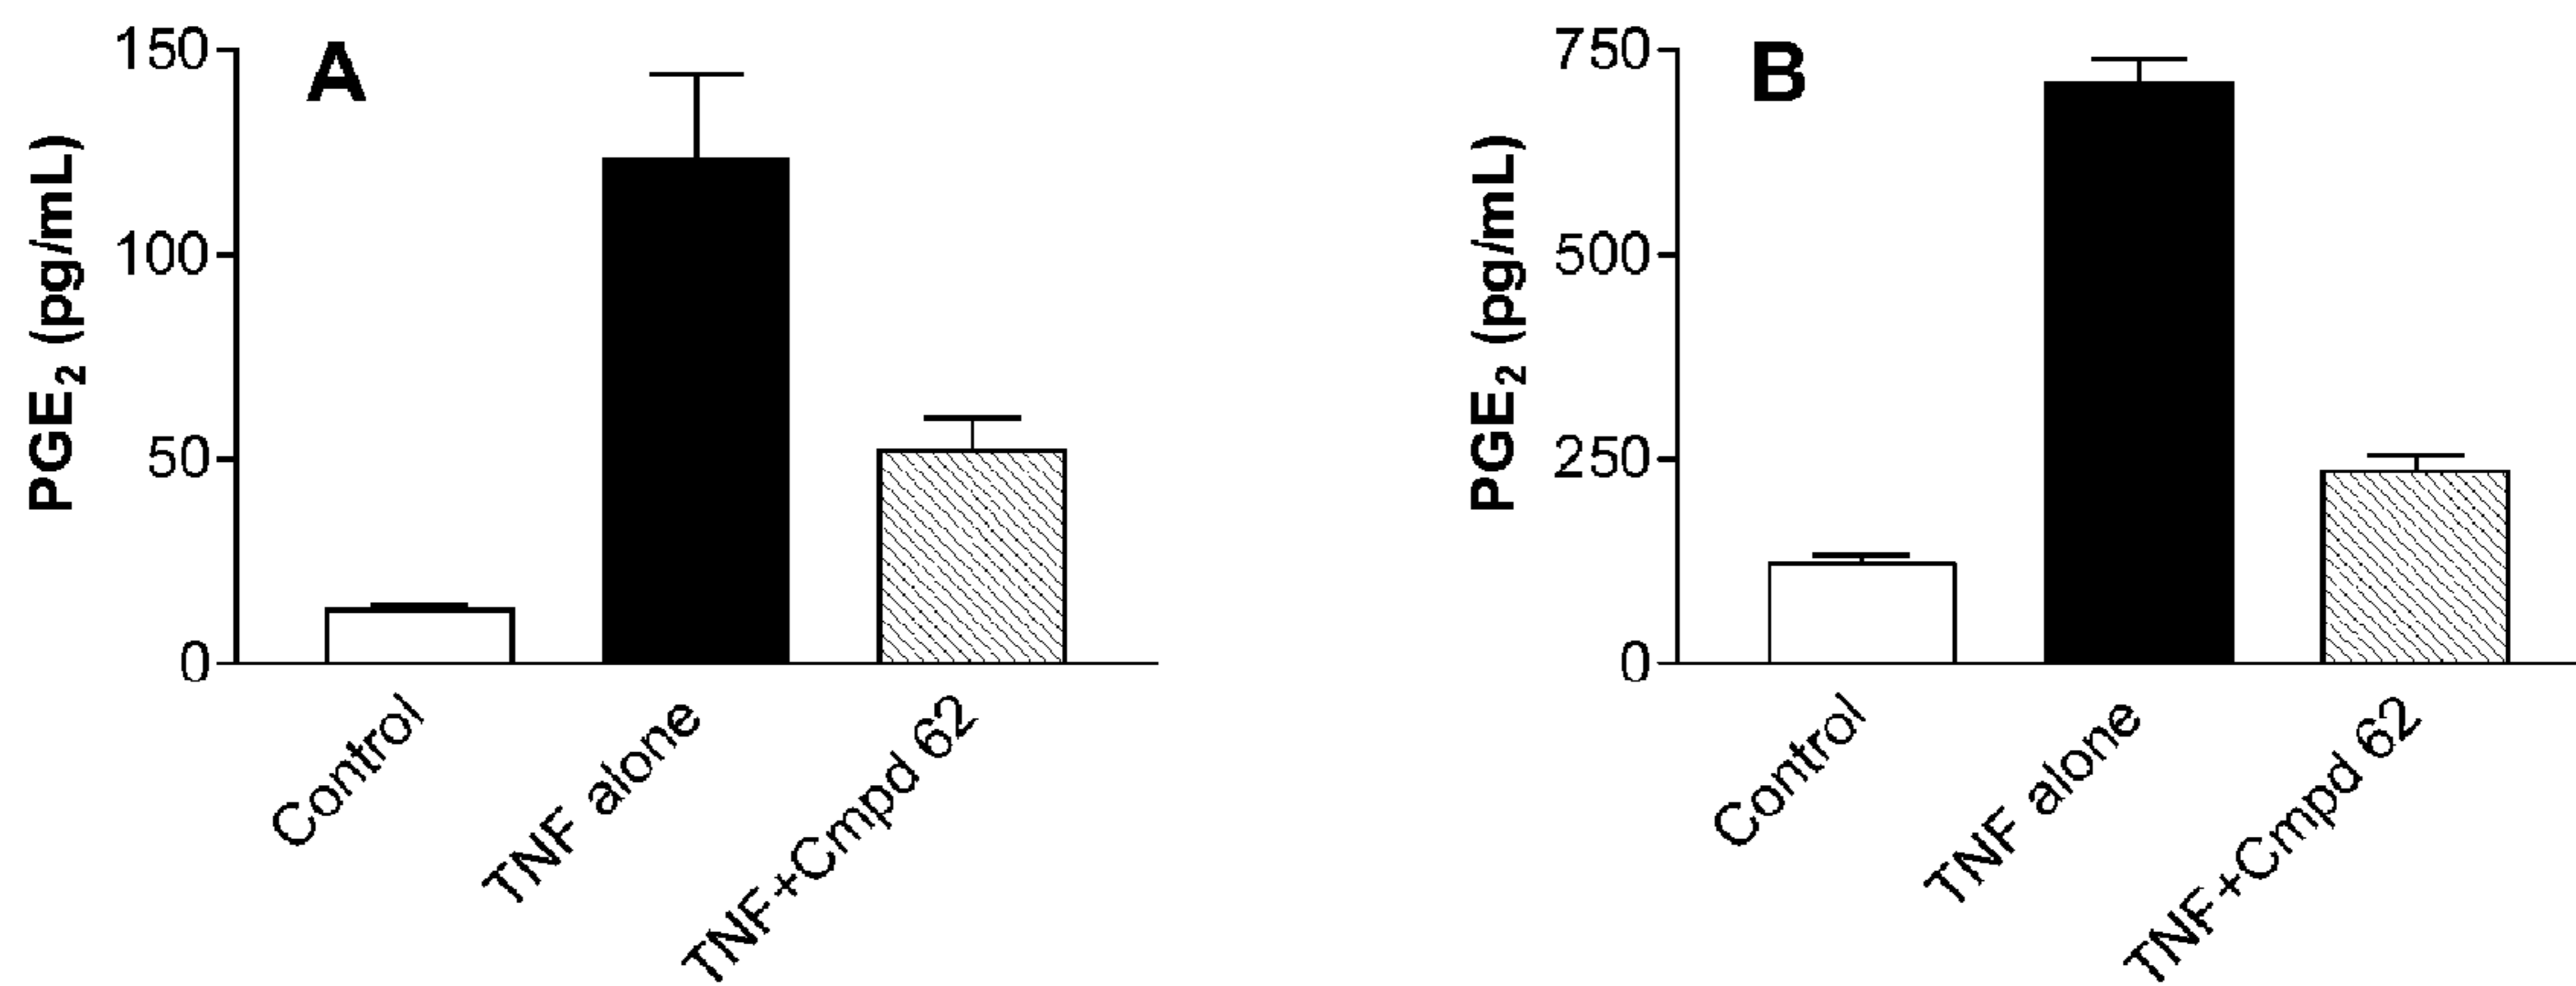 A
PGE2 (pg/mL)
150
100
50
0
Control
TNF alone
TNF+Cmpd 62
B
PGE2 (pg/mL)
750
500
250
0
Control
TNF alone
TNF+Cmpd 62